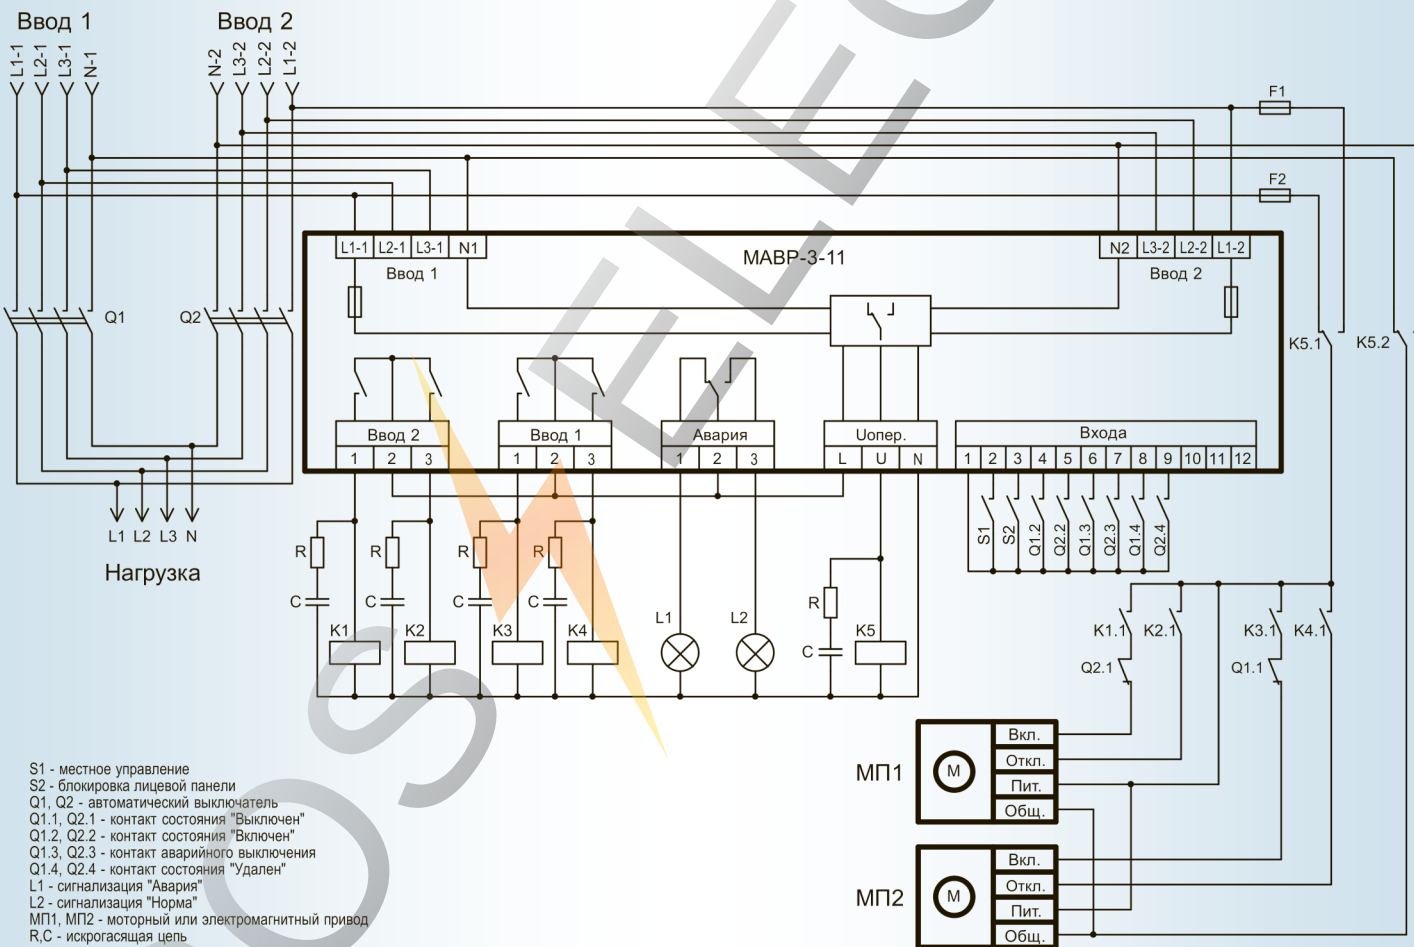 Ввод 1
Ввод 2
L1-1 L2-1 L3-1 N-1
N-2 L3-2 L2-2 L1-2
F1
F2
L1-1 L2-1 L3-1 N1
Ввод 1
МАВР-3-11
N2 L3-2 L2-2 L1-2
Ввод 2
Q1
Q2
K5.1
K5.2
Ввод 2
1 2 3
Ввод 1
1 2 3
Авария
1 2 3
Uопер.
L U N
Входа
1 2 3 4 5 6 7 8 9 10 11 12
S1 S2 Q1.2 Q2.2 Q1.3 Q2.3 Q1.4 Q2.4
L1 L2 L3 N
Нагрузка
R R R R
C C C C
K1 K2 K3 K4
L1 L2
R
C
K5
K1.1 K2.1 K3.1 K4.1
Q2.1 Q1.1
МП1
M
Вкл.
Откл.
Пит.
Общ.
МП2
M
Вкл.
Откл.
Пит.
Общ.
S1 - местное управление
S2 - блокировка лицевой панели
Q1, Q2 - автоматический выключатель
Q1.1, Q2.1 - контакт состояния "Выключен"
Q1.2, Q2.2 - контакт состояния "Включен"
Q1.3, Q2.3 - контакт аварийного выключения
Q1.4, Q2.4 - контакт состояния "Удален"
L1 - сигнализация "Авария"
L2 - сигнализация "Норма"
МП1, МП2 - моторный или электромагнитный привод
R,C - искрогасящая цепь
OS ELEC